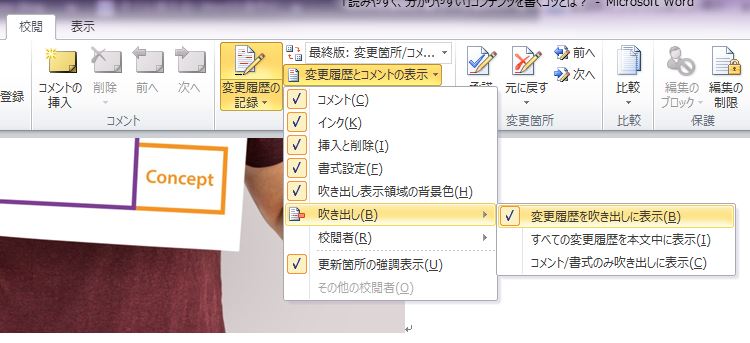 「読みやすく、分かりやすい」コンテンツを書くコツとは？ - Microsoft Word
校閲 表示
登録
コメントの挿入
削除
前へ
次へ
コメント
変更履歴の記録
最終版: 変更箇所/コメ...
変更履歴とコメントの表示
承諾
元に戻す
前へ
次へ
変更箇所
比較
比較
編集のブロック
編集の制限
保護
コメント(C)
インク(K)
挿入と削除(I)
書式設定(F)
吹き出し表示領域の背景色(H)
吹き出し(B)
校閲者(R)
更新箇所の強調表示(U)
その他の校閲者(O)
変更履歴を吹き出しに表示(B)
すべての変更履歴を本文中に表示(I)
コメント/書式のみ吹き出しに表示(C)
Concept